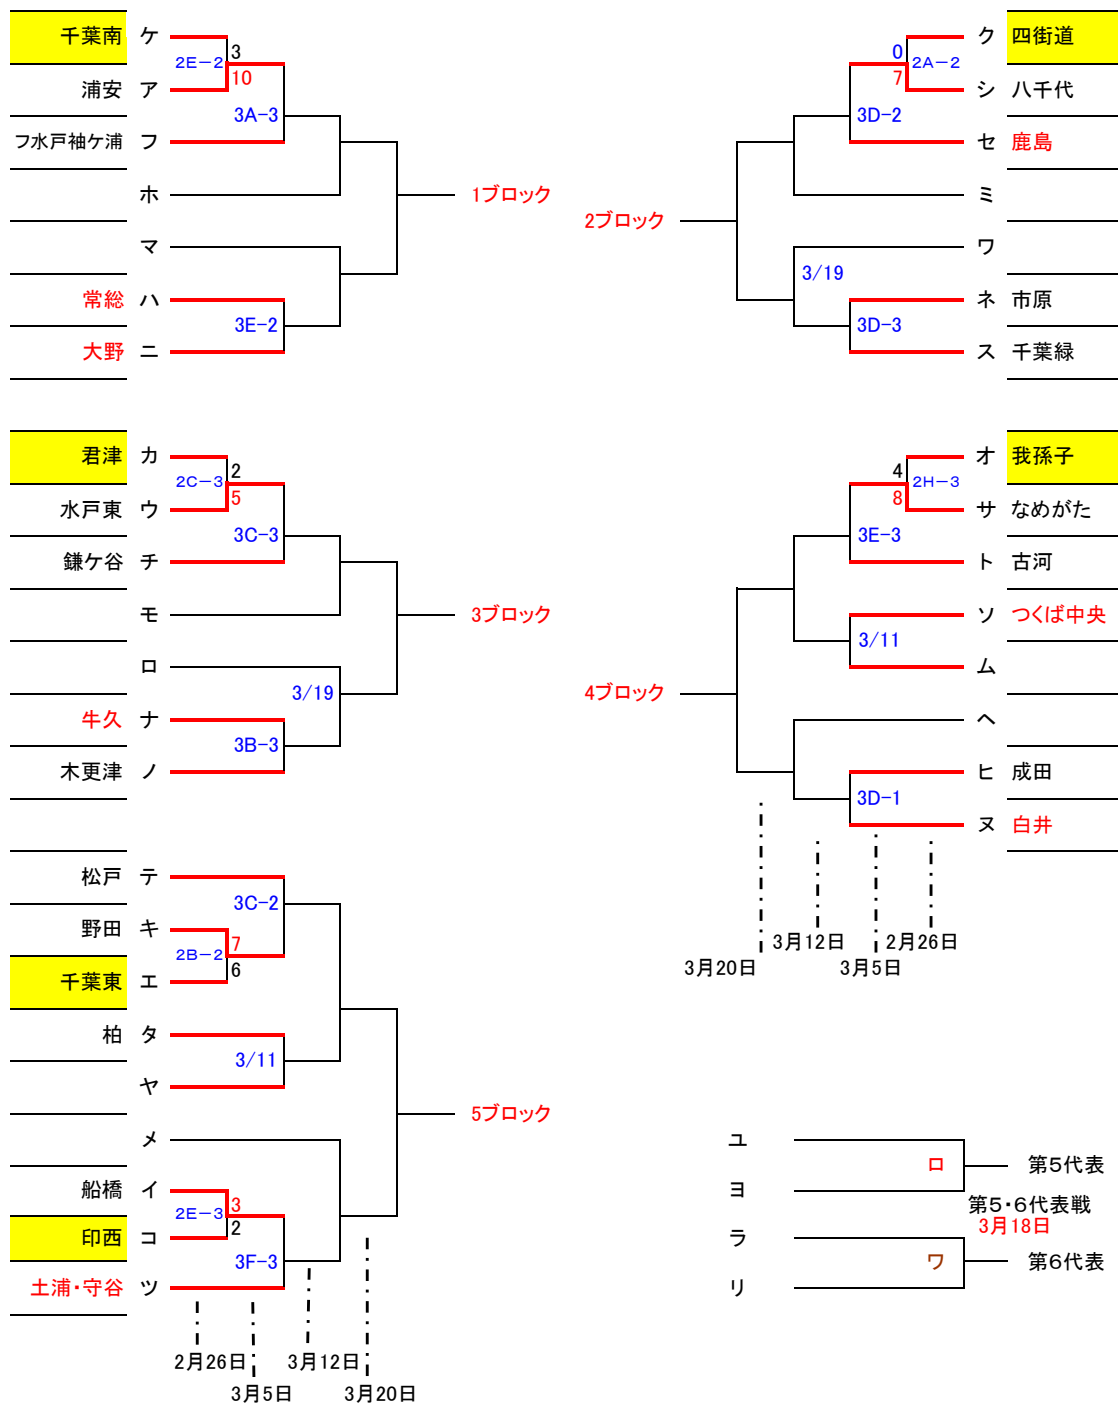 千葉南 ケ
2E－2
3
浦安 ア
10
3A-3
フ水戸袖ケ浦 フ
ホ
1ブロック
マ
常総 ハ
3E-2
大野 ニ
ク 四街道
0
2A－2
7
シ 八千代
3D-2
セ 鹿島
ミ
2ブロック
ワ
3/19
ネ 市原
3D-3
ス 千葉緑
君津 カ
2C－3
2
水戸東 ウ
5
3C-3
鎌ケ谷 チ
モ
3ブロック
ロ
3/19
牛久 ナ
3B-3
木更津 ノ
オ 我孫子
4
2H－3
8
サ なめがた
3E-3
ト 古河
ソ つくば中央
3/11
ム
4ブロック
ヘ
ヒ 成田
3D-1
ヌ 白井
3月12日
2月26日
3月20日
3月5日
松戸 テ
3C-2
野田 キ
7
2B－2
6
千葉東 エ
柏 タ
3/11
ヤ
5ブロック
メ
船橋 イ
3
2E－3
2
印西 コ
3F-3
土浦・守谷 ツ
2月26日
3月12日
3月5日
3月20日
ユ
ロ
第5代表
ヨ
第5・6代表戦
3月18日
ラ
ワ
第6代表
リ